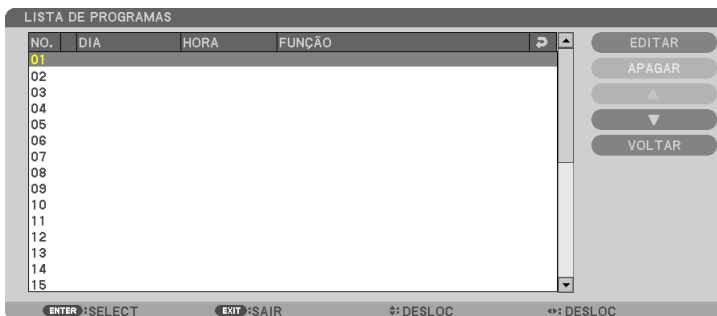 LISTA DE PROGRAMAS
NO. DIA HORA FUNÇÃO
01
02
03
04
05
06
07
08
09
10
11
12
13
14
15
EDITAR
APAGAR
VOLTAR
ENTER :SELECT EXIT :SAIR : DESLOC : DESLOC